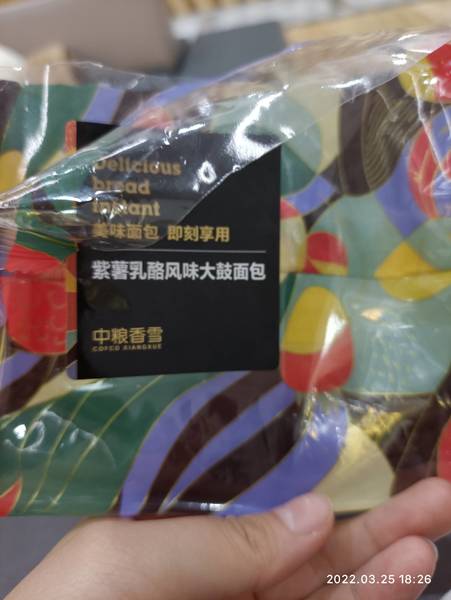 Delicious
bread
Instant
美味面包 即刻享用
紫薯乳酪风味大鼓面包
中粮香雪
COFCO XIANGXUE
2022.03.25 18:26